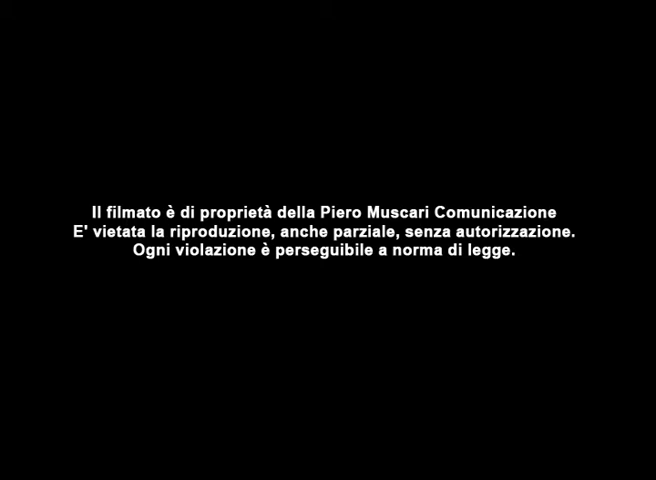 Il filmato è di proprietà della Piero Muscari Comunicazione
E' vietata la riproduzione, anche parziale, senza autorizzazione.
Ogni violazione è perseguibile a norma di legge.